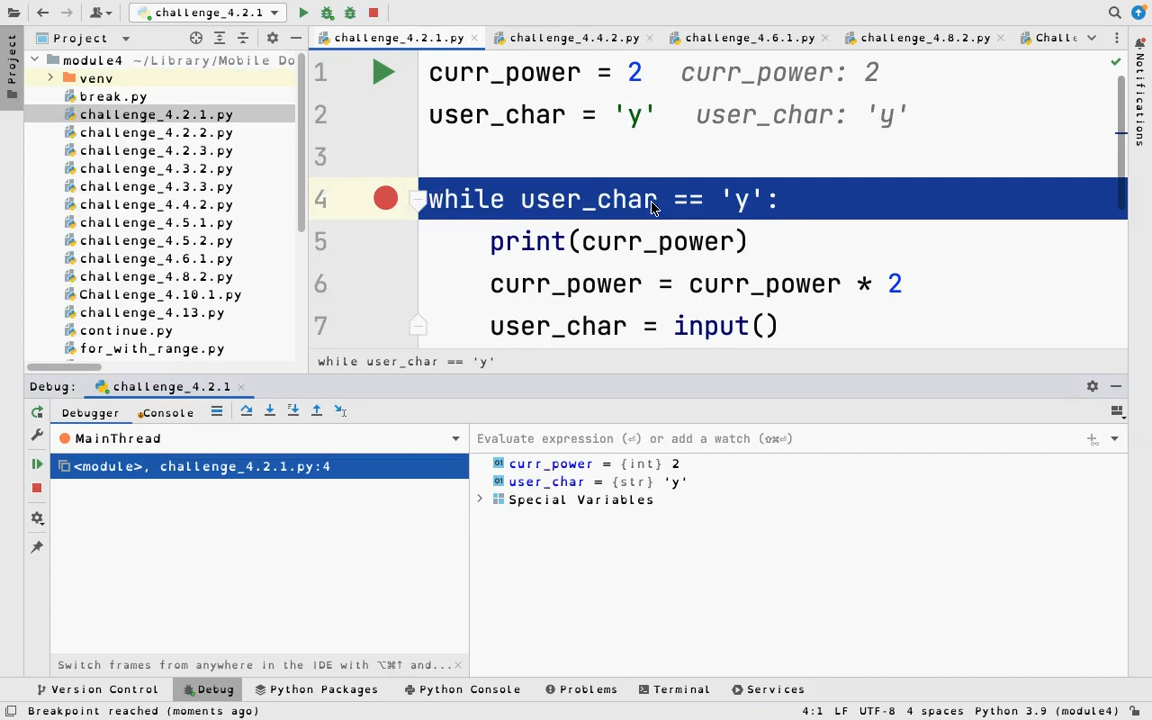 challenge_4.2.1
Project
module4 ~/Library/Mobile Do
venv
break.py
challenge_4.2.1.py
challenge_4.2.2.py
challenge_4.2.3.py
challenge_4.3.2.py
challenge_4.3.3.py
challenge_4.4.2.py
challenge_4.5.1.py
challenge_4.5.2.py
challenge_4.6.1.py
challenge_4.8.2.py
Challenge_4.10.1.py
challenge_4.13.py
continue.py
for_with_range.py
Project
challenge_4.2.1.py challenge_4.4.2.py challenge_4.6.1.py challenge_4.8.2.py Challe
1 curr_power = 2 curr_power: 2
2 user_char = 'y' user_char: 'y'
3
4 while user_char == 'y':
5 print(curr_power)
6 curr_power = curr_power * 2
7 user_char = input()
while user_char == 'y'
Notifications
Debug: challenge_4.2.1
Debugger Console
MainThread
<module>, challenge_4.2.1.py:4
Switch frames from anywhere in the IDE with ⌥⌘↑ and...
Evaluate expression (⏎) or add a watch (⇧⌘⏎)
01 curr_power = {int} 2
01 user_char = {str} 'y'
Special Variables
Version Control Debug Python Packages Python Console Problems Terminal Services
Breakpoint reached (moments ago) 4:1 LF UTF-8 4 spaces Python 3.9 (module4)